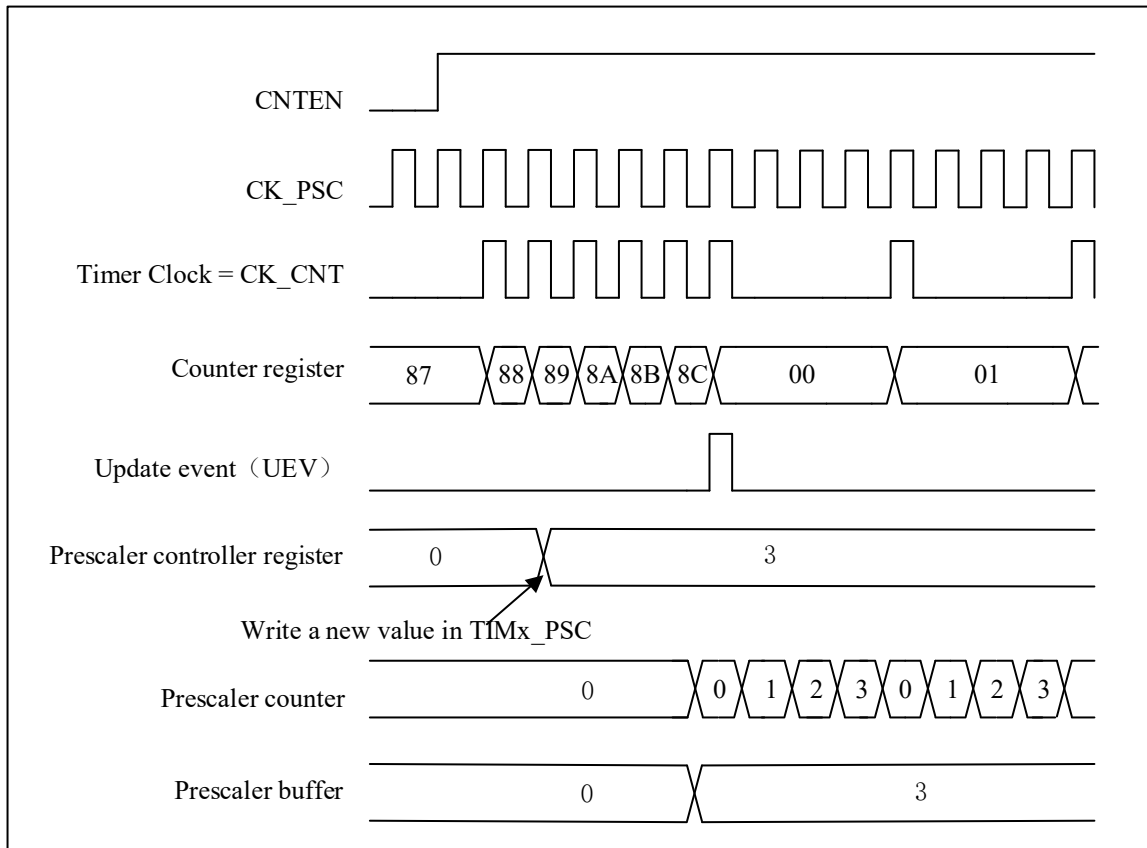 CNTEN
CK_PSC
Timer Clock = CK_CNT
Counter register
87 88 89 8A 8B 8C 00 01
Update event（UEV）
Prescaler controller register
0 3
Write a new value in TIMx_PSC
Prescaler counter
0 0 1 2 3 0 1 2 3
Prescaler buffer
0 3